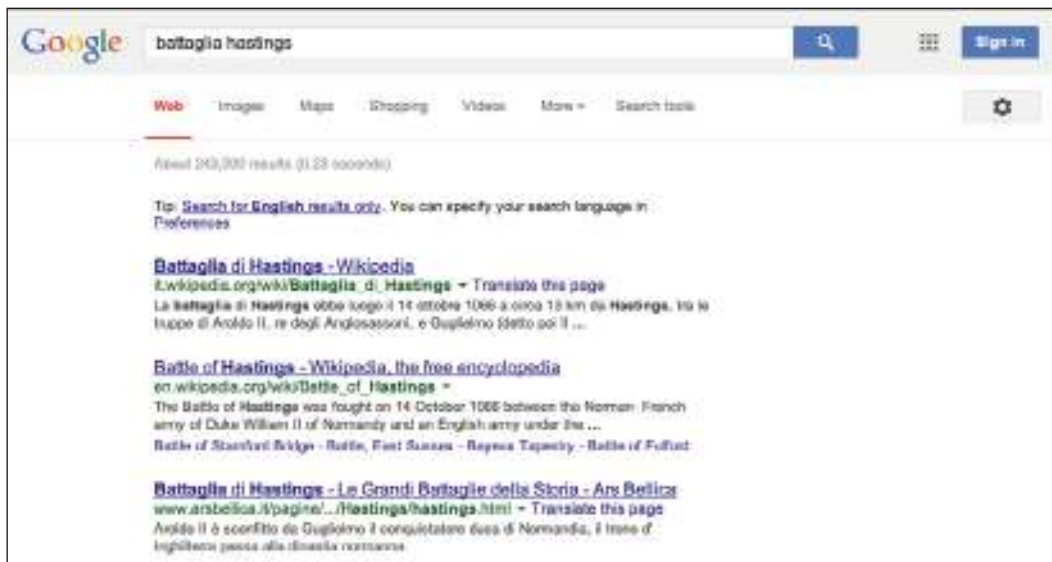 Google battaglia hastings Sign in
Web Images Maps Shopping Videos More Search tools
About 243,000 results (0.23 seconds)
Tip: Search for English results only. You can specify your search language in
Preferences
Battaglia di Hastings - Wikipedia
it.wikipedia.org/wiki/Battaglia_di_Hastings Translate this page
La battaglia di Hastings ebbe luogo il 14 ottobre 1066 a circa 13 km da Hastings, tra le
truppe di Aroldo II, re degli Anglosassoni, e Guglielmo (detto poi Il ...
Battle of Hastings - Wikipedia, the free encyclopedia
en.wikipedia.org/wiki/Battle_of_Hastings
The Battle of Hastings was fought on 14 October 1066 between the Norman-French
army of Duke William II of Normandy and an English army under the ...
Battle of Stamford Bridge - Battle, East Sussex - Bayeux Tapestry - Battle of Fulford
Battaglia di Hastings - Le Grandi Battaglie della Storia - Ars Bellica
www.arsbellica.it/pagine/.../Hastings/hastings.html Translate this page
Aroldo II è sconfitto da Guglielmo il conquistatore duca di Normandia, il trono d'
Inghilterra passa alla dinastia normanna.